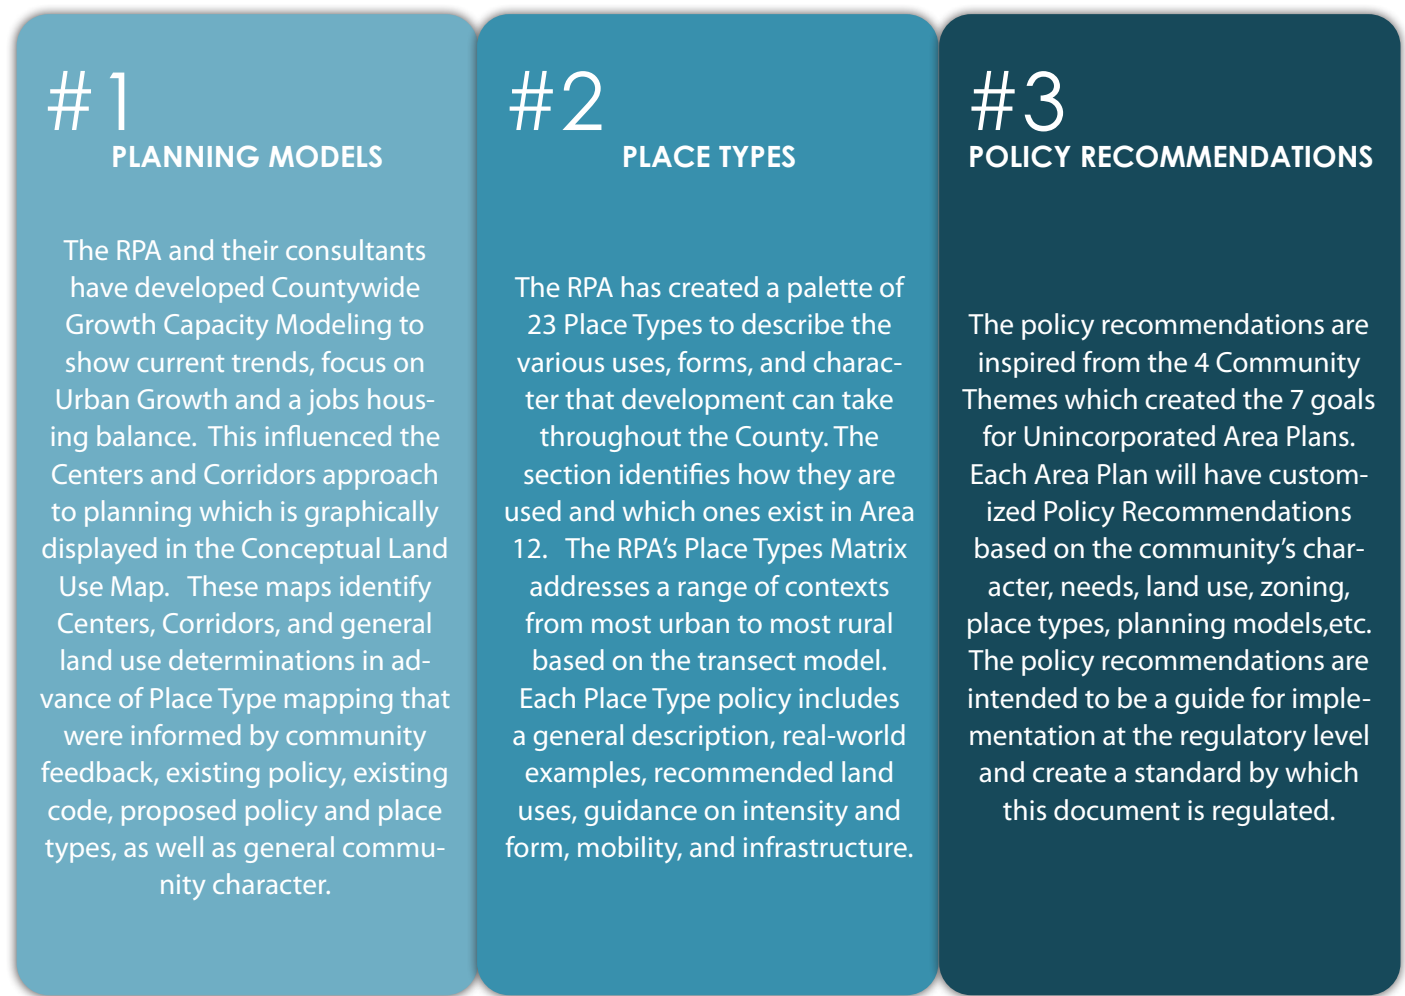 #1
PLANNING MODELS
The RPA and their consultants
have developed Countywide
Growth Capacity Modeling to
show current trends, focus on
Urban Growth and a jobs hous-
ing balance.  This influenced the
Centers and Corridors approach
to planning which is graphically
displayed in the Conceptual Land
Use Map.   These maps identify
Centers, Corridors, and general
land use determinations in ad-
vance of Place Type mapping that
were informed by community
feedback, existing policy, existing
code, proposed policy and place
types, as well as general commu-
nity character.
#2
PLACE TYPES
The RPA has created a palette of
23 Place Types to describe the
various uses, forms, and charac-
ter that development can take
throughout the County. The
section identifies how they are
used and which ones exist in Area
12.   The RPA’s Place Types Matrix
addresses a range of contexts
from most urban to most rural
based on the transect model.
Each Place Type policy includes
a general description, real-world
examples, recommended land
uses, guidance on intensity and
form, mobility, and infrastructure.
#3
POLICY RECOMMENDATIONS
The policy recommendations are
inspired from the 4 Community
Themes which created the 7 goals
for Unincorporated Area Plans.
Each Area Plan will have custom-
ized Policy Recommendations
based on the community’s char-
acter, needs, land use, zoning,
place types, planning models,etc.
The policy recommendations are
intended to be a guide for imple-
mentation at the regulatory level
and create a standard by which
this document is regulated.